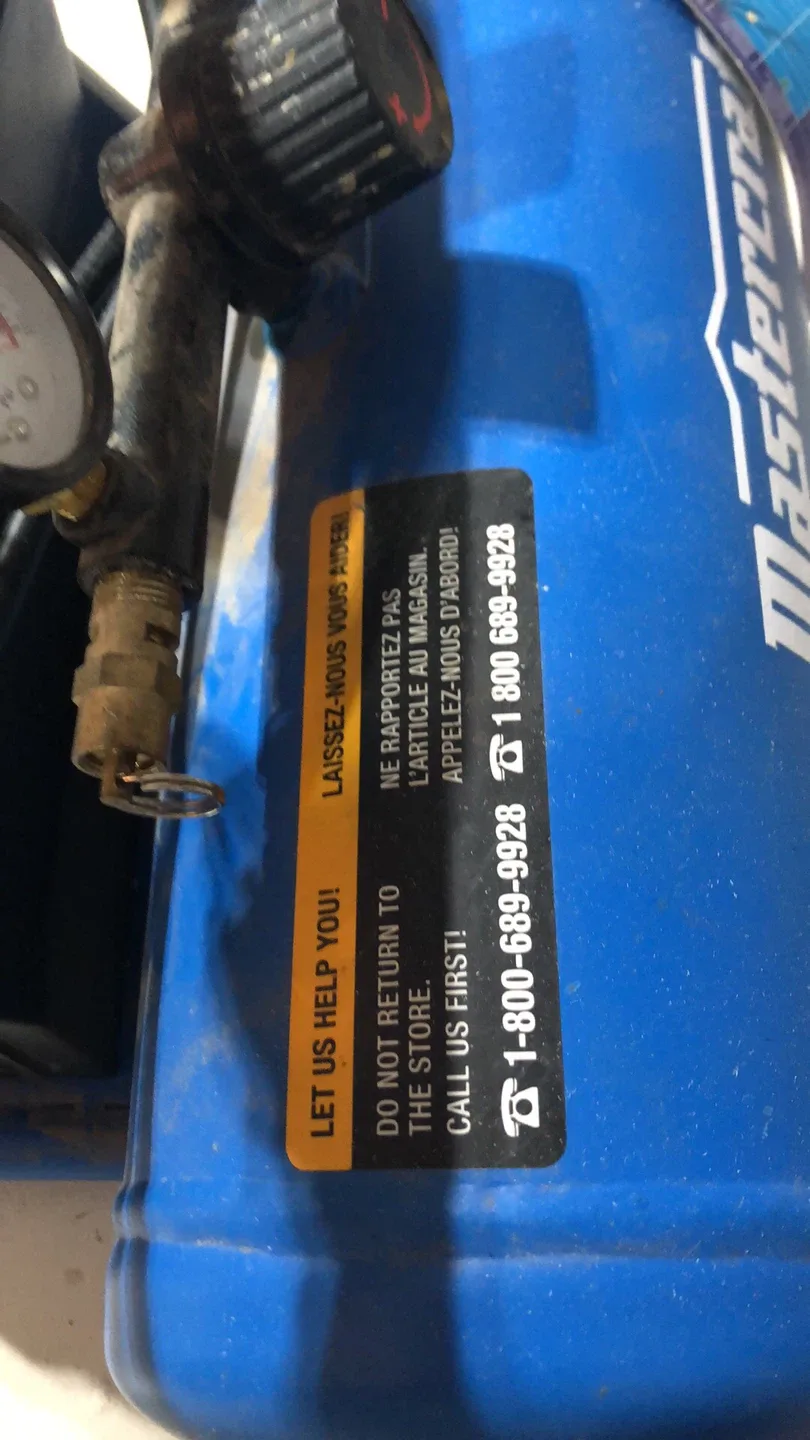 Mastercraft
LET US HELP YOU!
DO NOT RETURN TO
THE STORE.
CALL US FIRST!
☎ 1-800-689-9928
LAISSEZ-NOUS VOUS AIDER!
NE RAPPORTEZ PAS
L'ARTICLE AU MAGASIN.
APPELEZ-NOUS D'ABORD!
☎ 1 800 689-9928